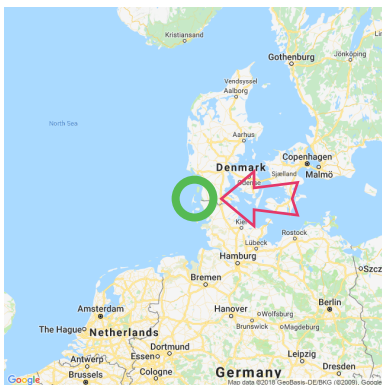 Kristiansand
Lin
Jönköping
Gothenburg
Vendsyssel
Aalborg
North Sea
Aarhus
Denmark
Copenhagen
Sjælland
Malmö
Odense
Kiel
Rostock
Lübeck
Hamburg
Szcz
Bremen
Amsterdam
Hanover
Wolfsburg
Berlin
The Hague
Netherlands
Brunswick
Magdeburg
Dortmund
Essen
Antwerp
Leipzig
Brussels
Cologne
Germany
Dresden
Google
Map data ©2018 GeoBasis-DE/BKG (©2009), Google